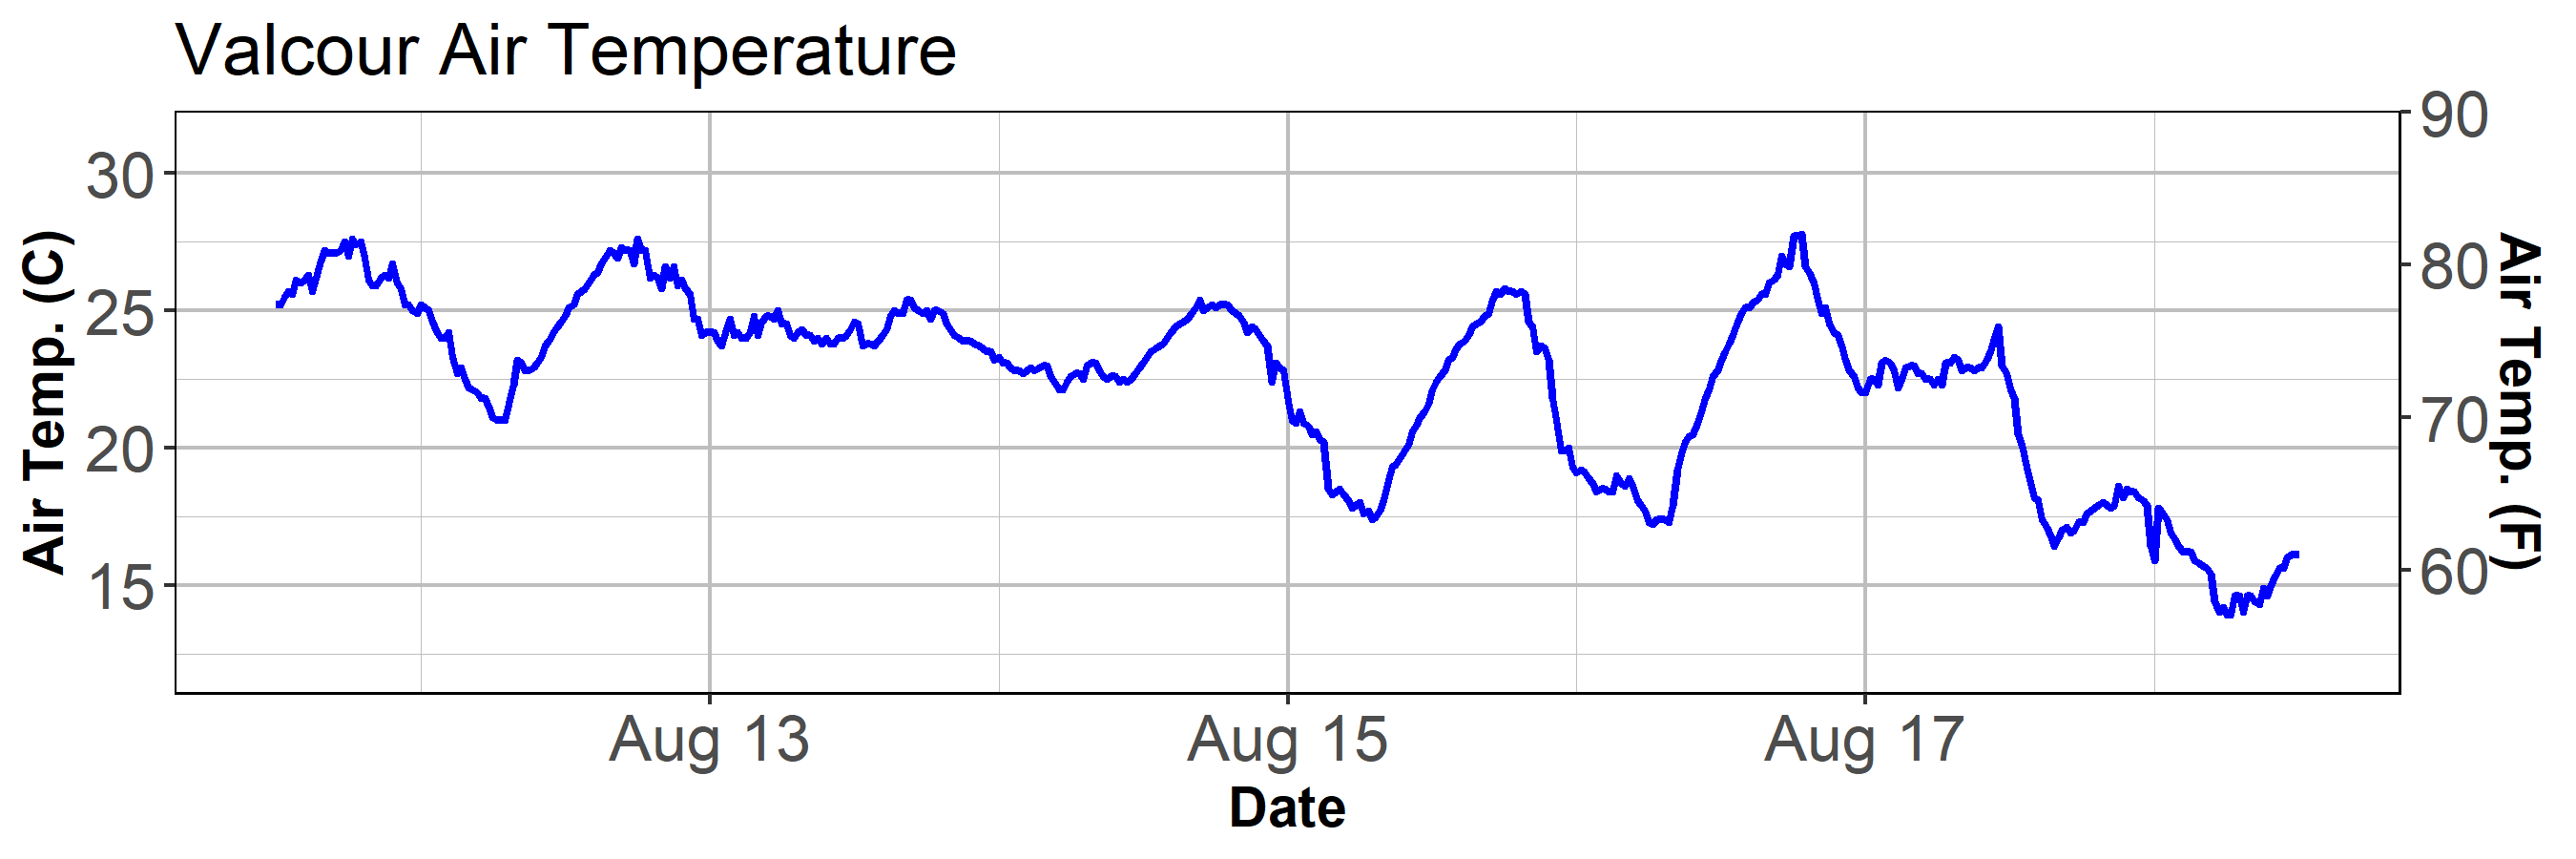 Valcour Air Temperature
Air Temp. (C)
30
25
20
15
90
80
70
60
Air Temp. (F)
Aug 13
Aug 15
Aug 17
Date